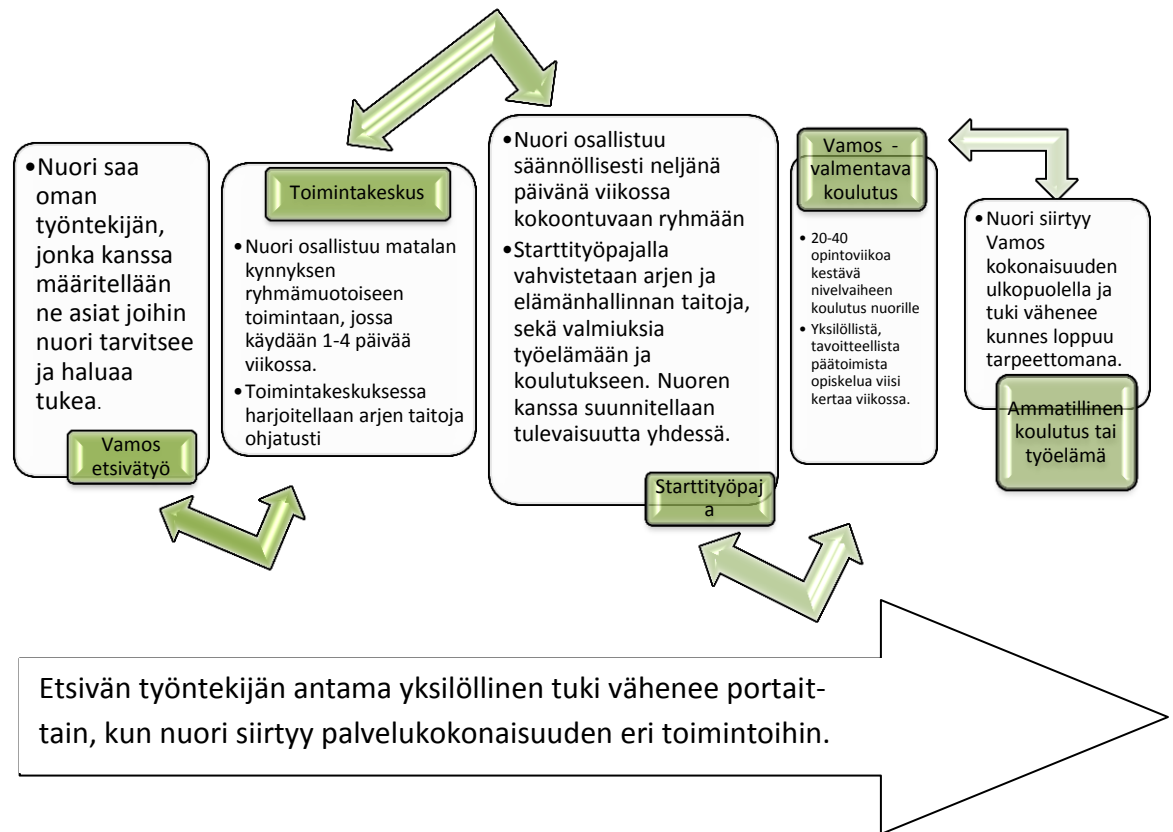 •Nuori saa
oman
työntekijän,
jonka kanssa
määritellään
ne asiat joihin
nuori tarvitsee
ja haluaa
tukea.
Vamos
etsivätyö
Toimintakeskus
•Nuori osallistuu matalan
kynnyksen
ryhmämuotoiseen
toimintaan, jossa
käydään 1-4 päivää
viikossa.
•Toimintakeskuksessa
harjoitellaan arjen taitoja
ohjatusti
•Nuori osallistuu
säännöllisesti neljänä
päivänä viikossa
kokoontuvaan ryhmään
•Starttityöpajalla
vahvistetaan arjen ja
elämänhallinnan taitoja,
sekä valmiuksia
työelämään ja
koulutukseen. Nuoren
kanssa suunnitellaan
tulevaisuutta yhdessä.
Starttityöpaj
a
Vamos -
valmentava
koulutus
• 20-40
opintoviikoa
kestävä
nivelvaiheen
koulutus nuorille
• Yksilöllistä,
tavoitteellista
päätoimista
opiskelua viisi
kertaa viikossa.
• Nuori siirtyy
Vamos
kokonaisuuden
ulkopuolella ja
tuki vähenee
kunnes loppuu
tarpeettomana.
Ammatillinen
koulutus tai
työelämä
Etsivän työntekijän antama yksilöllinen tuki vähenee portait-
tain, kun nuori siirtyy palvelukokonaisuuden eri toimintoihin.